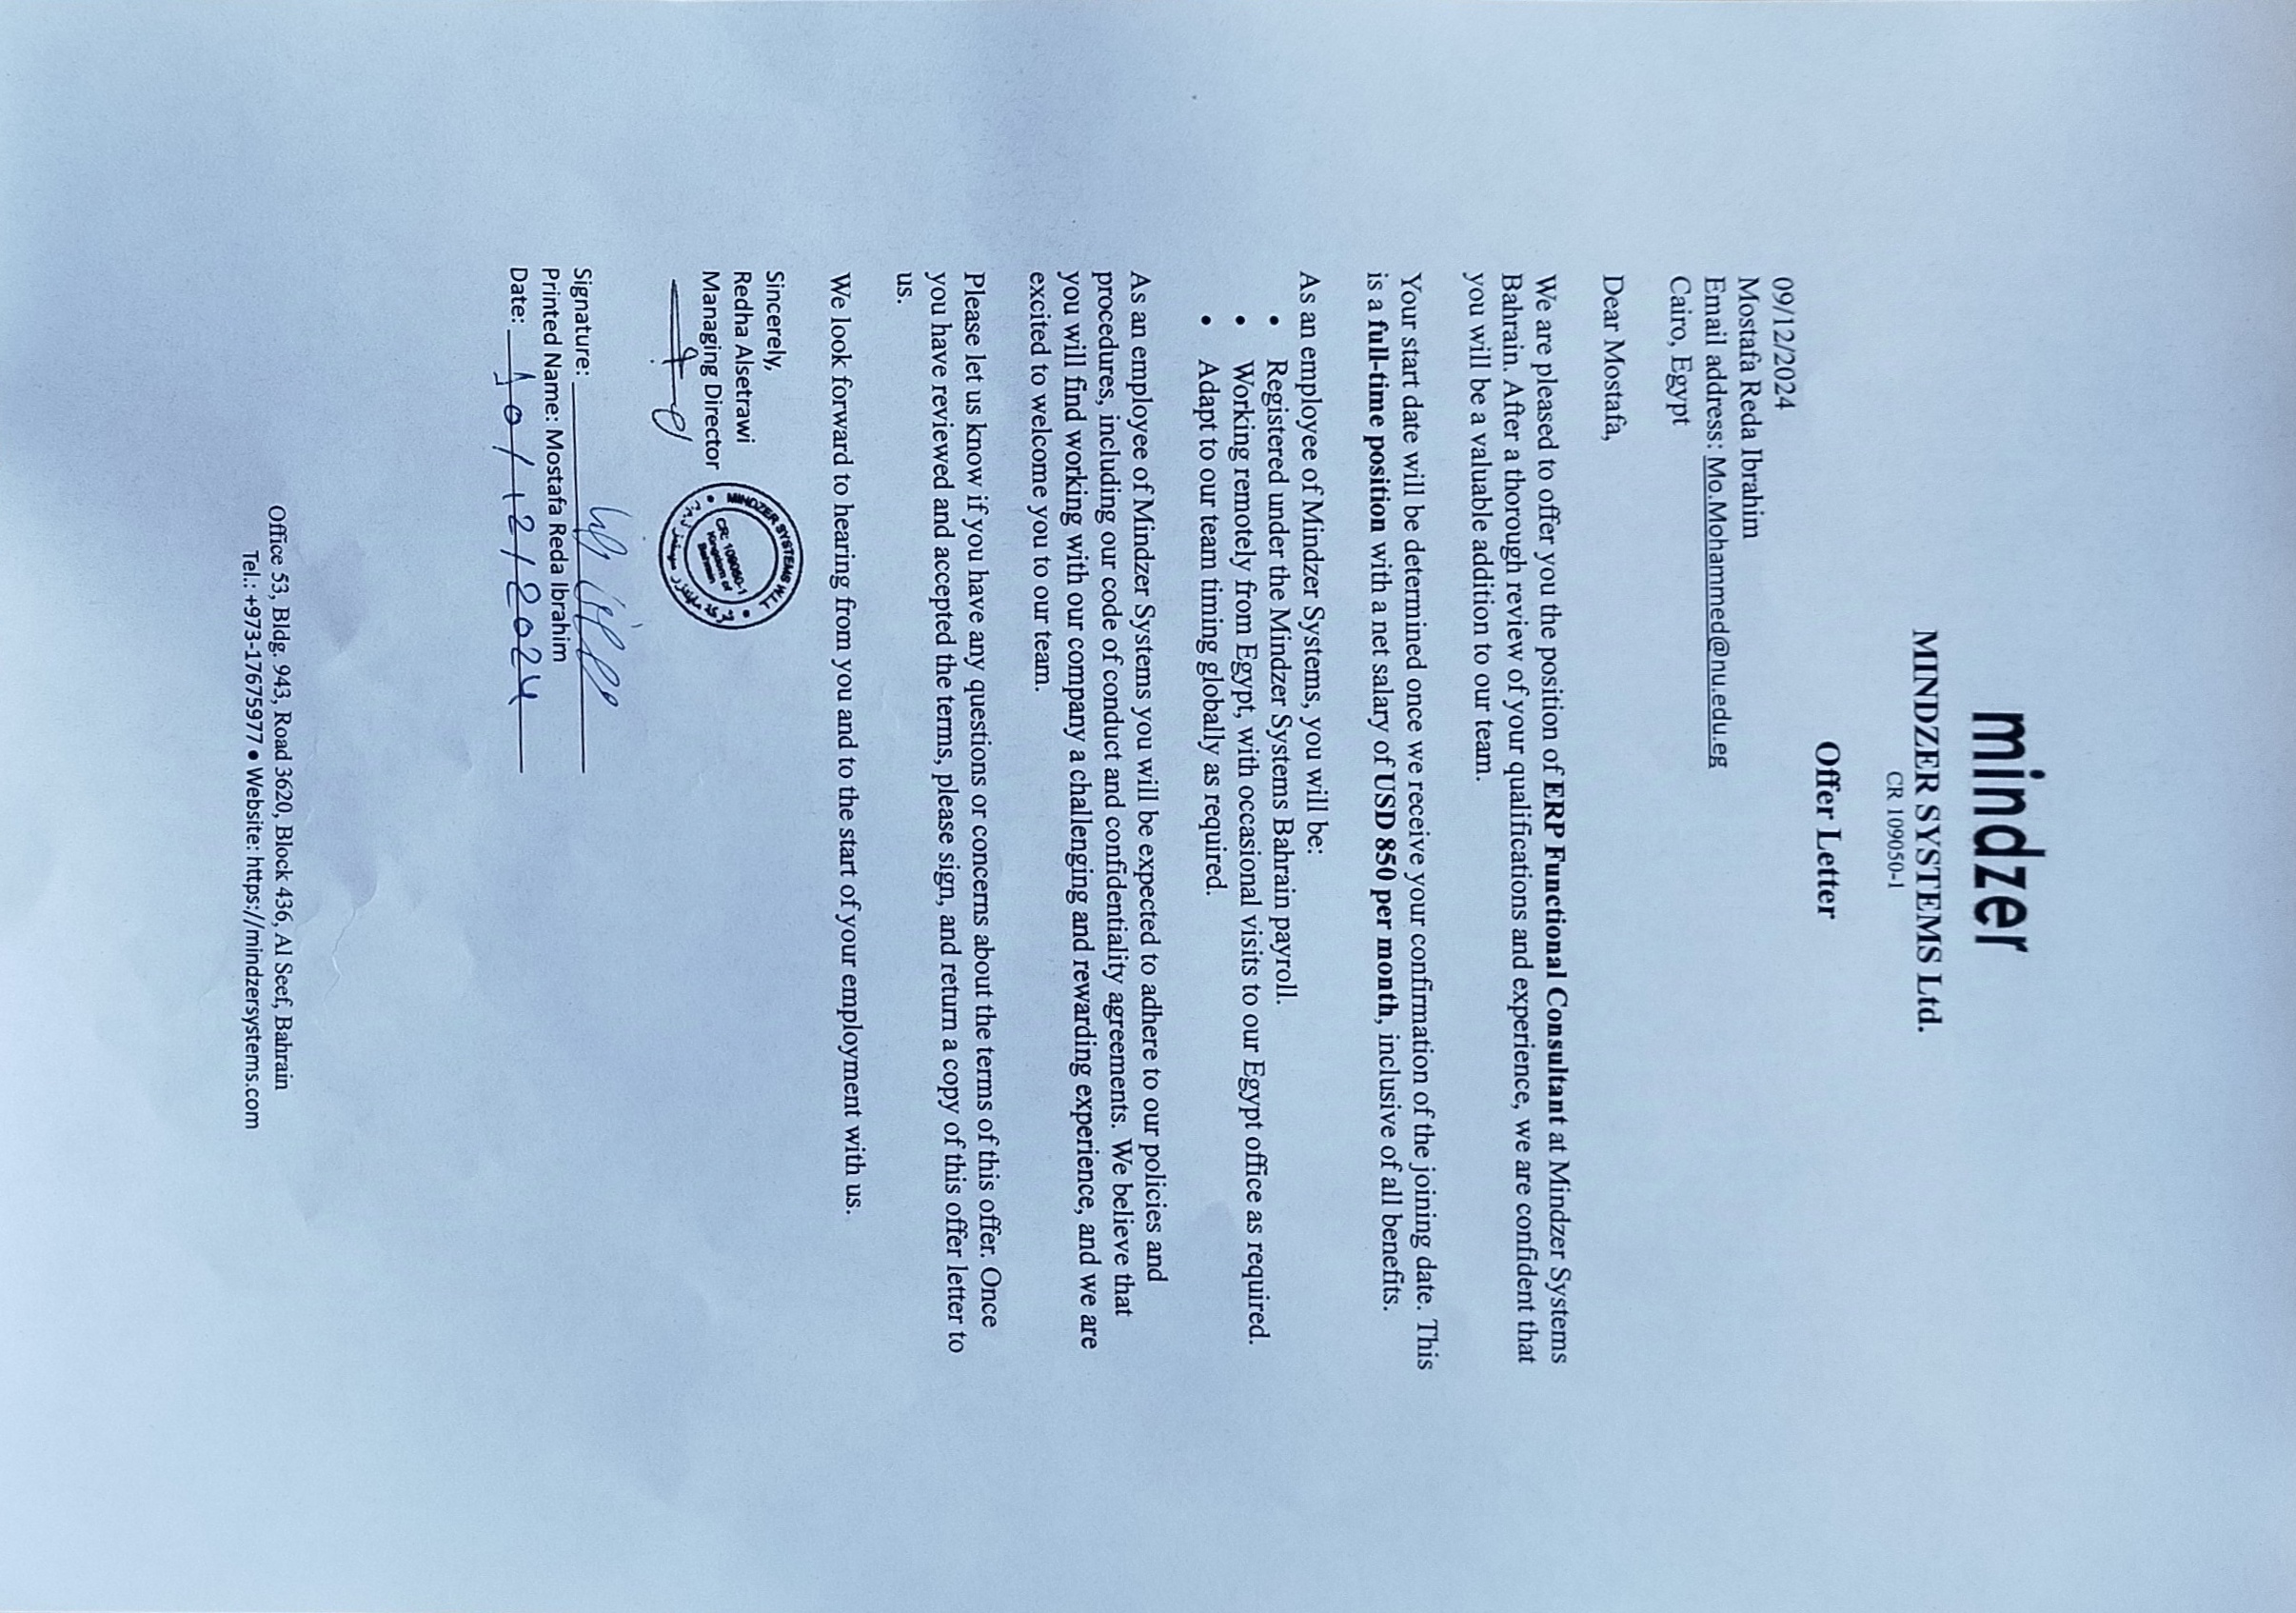 mindzer
MINDZER SYSTEMS Ltd.
CR 109050-1
Offer Letter
09/12/2024
Mostafa Reda Ibrahim
Email address: Mo.Mohammed@nu.edu.eg
Cairo, Egypt
Dear Mostafa,
We are pleased to offer you the position of ERP Functional Consultant at Mindzer Systems
Bahrain. After a thorough review of your qualifications and experience, we are confident that
you will be a valuable addition to our team.
Your start date will be determined once we receive your confirmation of the joining date. This
is a full-time position with a net salary of USD 850 per month, inclusive of all benefits.
As an employee of Mindzer Systems, you will be:
• Registered under the Mindzer Systems Bahrain payroll.
• Working remotely from Egypt, with occasional visits to our Egypt office as required.
• Adapt to our team timing globally as required.
As an employee of Mindzer Systems you will be expected to adhere to our policies and
procedures, including our code of conduct and confidentiality agreements. We believe that
you will find working with our company a challenging and rewarding experience, and we are
excited to welcome you to our team.
Please let us know if you have any questions or concerns about the terms of this offer. Once
you have reviewed and accepted the terms, please sign, and return a copy of this offer letter to
us.
We look forward to hearing from you and to the start of your employment with us.
Sincerely,
Redha Alsetrawi
Managing Director
MINDZER SYSTEMS
CR: 109050-1
Kingdom of
Bahrain
Signature:
Printed Name: Mostafa Reda Ibrahim
Date: 10/12/2024
Office 53, Bldg. 943, Road 3620, Block 436, Al Seef, Bahrain
Tel.: +973-17675977 • Website: https://mindzersystems.com